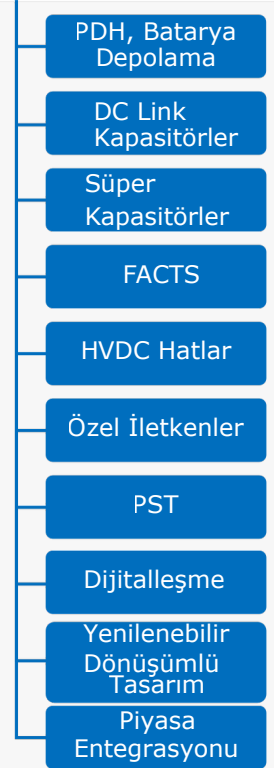 PDH, Batarya
Depolama
DC Link
Kapasitörler
Süper
Kapasitörler
FACTS
HVDC Hatlar
Özel İletkenler
PST
Dijitalleşme
Yenilenebilir
Dönüşümlü
Tasarım
Piyasa
Entegrasyonu